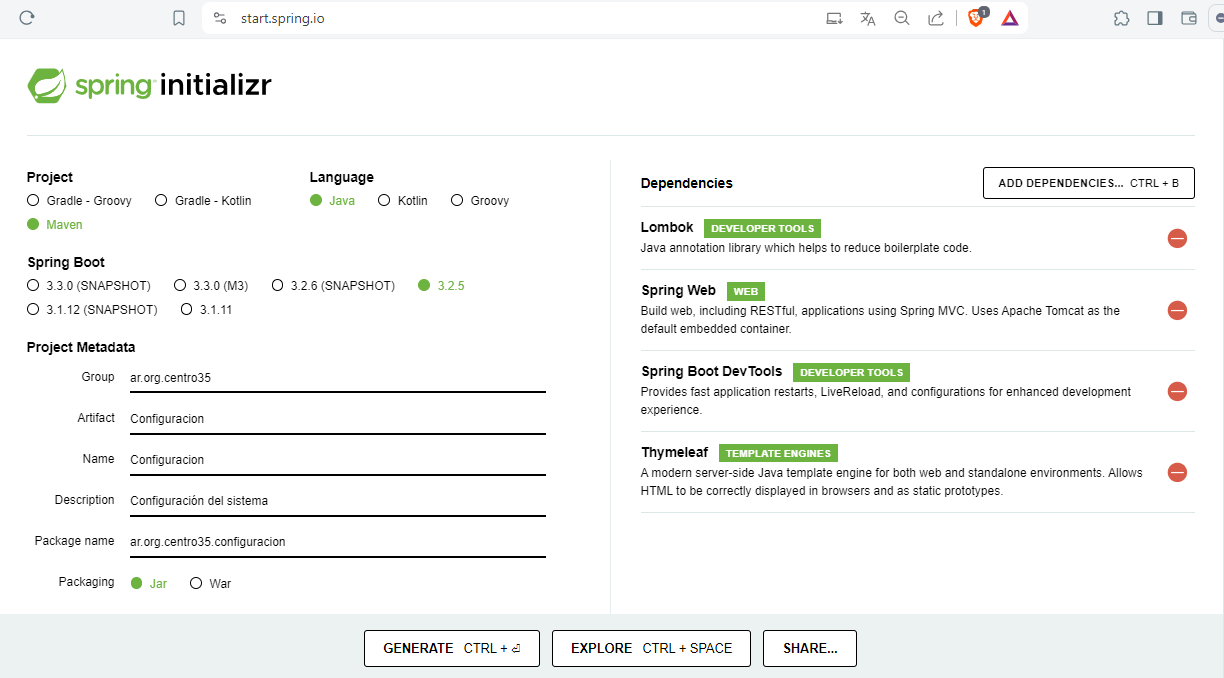 start.spring.io
1
spring initializr
Project
Gradle - Groovy Gradle - Kotlin
Maven
Language
Java Kotlin Groovy
Spring Boot
3.3.0 (SNAPSHOT) 3.3.0 (M3) 3.2.6 (SNAPSHOT) 3.2.5
3.1.12 (SNAPSHOT) 3.1.11
Project Metadata
Group ar.org.centro35
Artifact Configuracion
Name Configuracion
Description Configuración del sistema
Package name ar.org.centro35.configuracion
Packaging Jar War
Dependencies ADD DEPENDENCIES... CTRL + B
Lombok DEVELOPER TOOLS
Java annotation library which helps to reduce boilerplate code.
Spring Web WEB
Build web, including RESTful, applications using Spring MVC. Uses Apache Tomcat as the
default embedded container.
Spring Boot DevTools DEVELOPER TOOLS
Provides fast application restarts, LiveReload, and configurations for enhanced development
experience.
Thymeleaf TEMPLATE ENGINES
A modern server-side Java template engine for both web and standalone environments. Allows
HTML to be correctly displayed in browsers and as static prototypes.
GENERATE CTRL + ⏎ EXPLORE CTRL + SPACE SHARE...